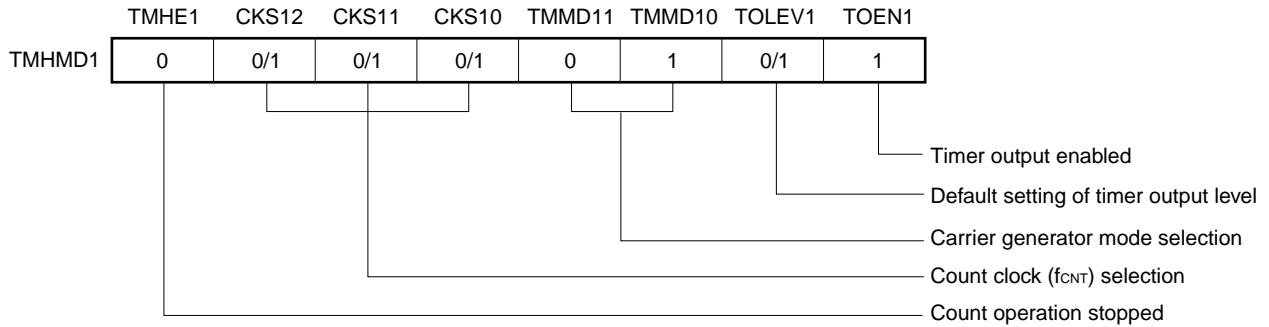 TMHE1 CKS12 CKS11 CKS10 TMMD11 TMMD10 TOLEV1 TOEN1
TMHMD1 0 0/1 0/1 0/1 0 1 0/1 1
Timer output enabled
Default setting of timer output level
Carrier generator mode selection
Count clock (fCNT) selection
Count operation stopped